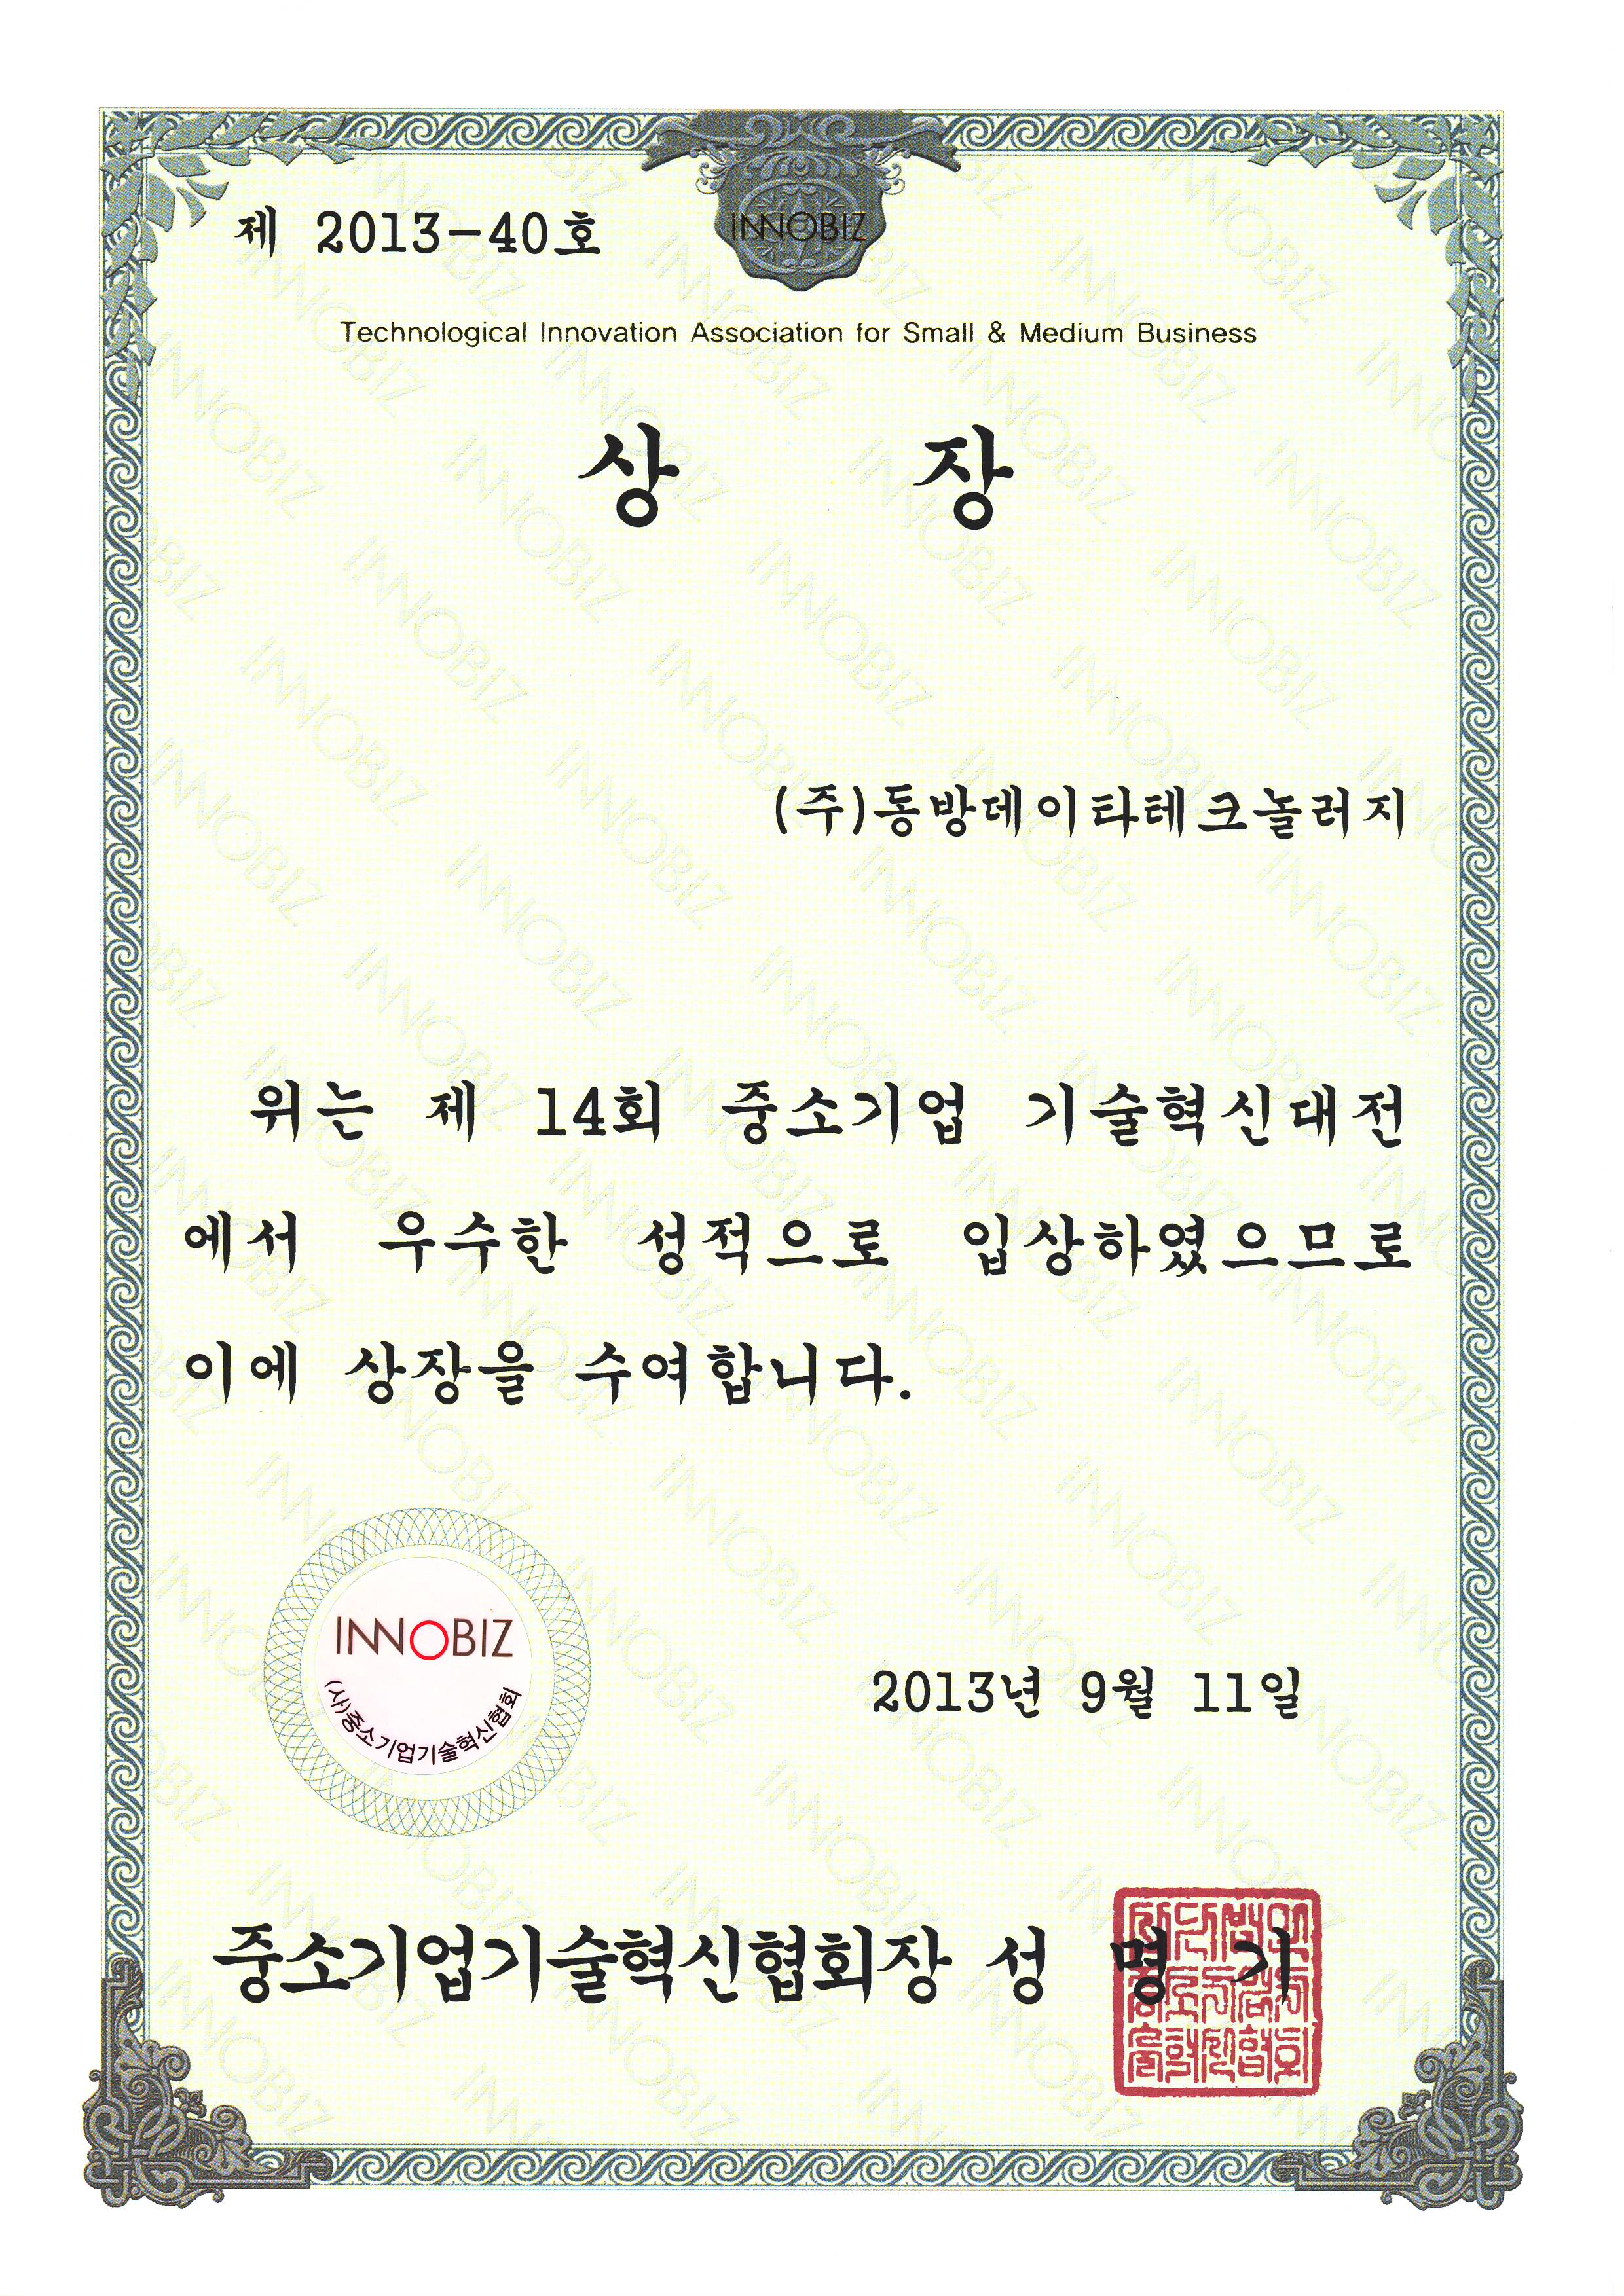 제 2013-40호
INNOBIZ
Technological Innovation Association for Small & Medium Business
상 장
(주)동방데이타테크놀러지
위는 제 14회 중소기업 기술혁신대전
에서 우수한 성적으로 입상하였으므로
이에 상장을 수여합니다.
INNOBIZ
(사)중소기업기술혁신협회
2013년 9월 11일
중소기업기술혁신협회장 성 명 기